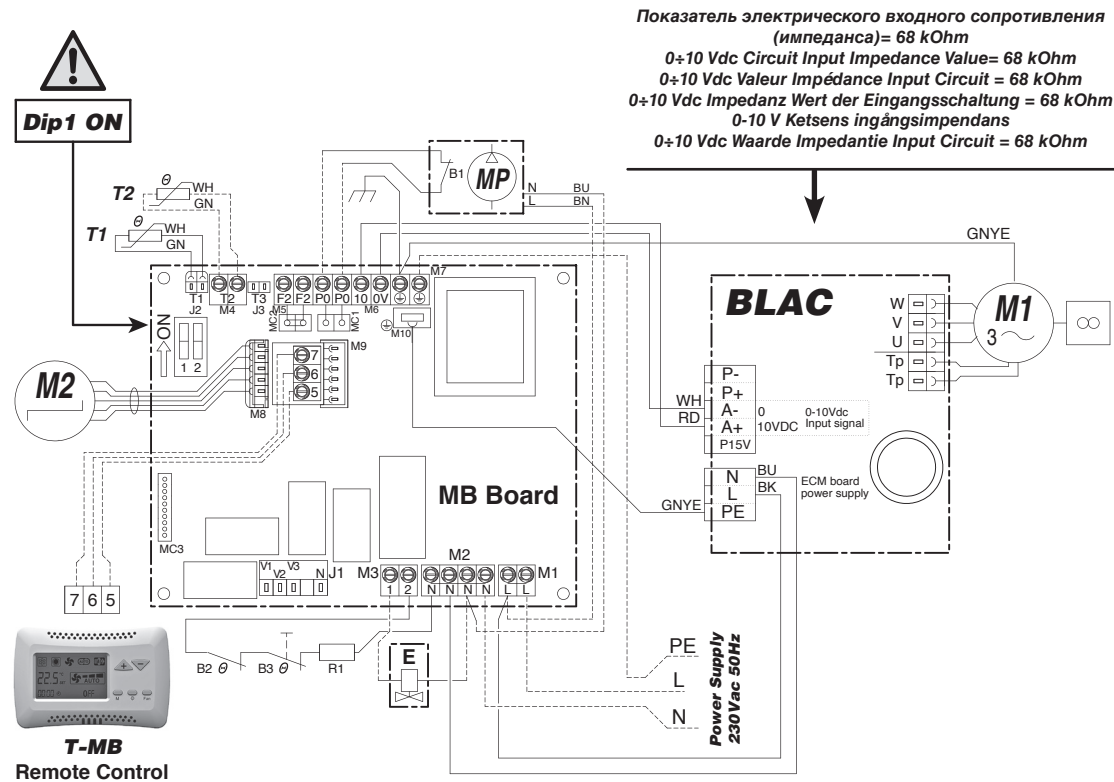 Показатель электрического входного сопротивления
(импеданса)= 68 kOhm
0÷10 Vdc Circuit Input Impedance Value= 68 kOhm
0÷10 Vdc Valeur Impédance Input Circuit = 68 kOhm
0÷10 Vdc Impedanz Wert der Eingangsschaltung = 68 kOhm
0-10 V Ketsens ingångsimpendans
0÷10 Vdc Waarde Impedantie Input Circuit = 68 kOhm
Dip1 ON
B1 MP
N BU
L BN
T2 θ WH
GN
T1 θ WH
GN
GNYE
M7
T1 T2 T3 F2 F2 P0 P0 10 0V
J2 M4 J3 M5 M6
MC2 MC1 M10
ON
1 2
M9
7
6
5
M8
M2
BLAC
W
V
U
Tp
Tp
M1
3
P-
P+
WH A- 0 0-10Vdc
RD A+ 10VDC Input signal
P15V
N BU ECM board
L BK power supply
GNYE PE
MB Board
MC3
V1 V3
V2 N J1 M3 M2 M1
1 2 N N N N L L
7 6 5
B2 θ B3 θ R1
E
PE
L
N
Power Supply
230Vac 50Hz
22.5
AUTO
00:00 OFF
T-MB
Remote Control